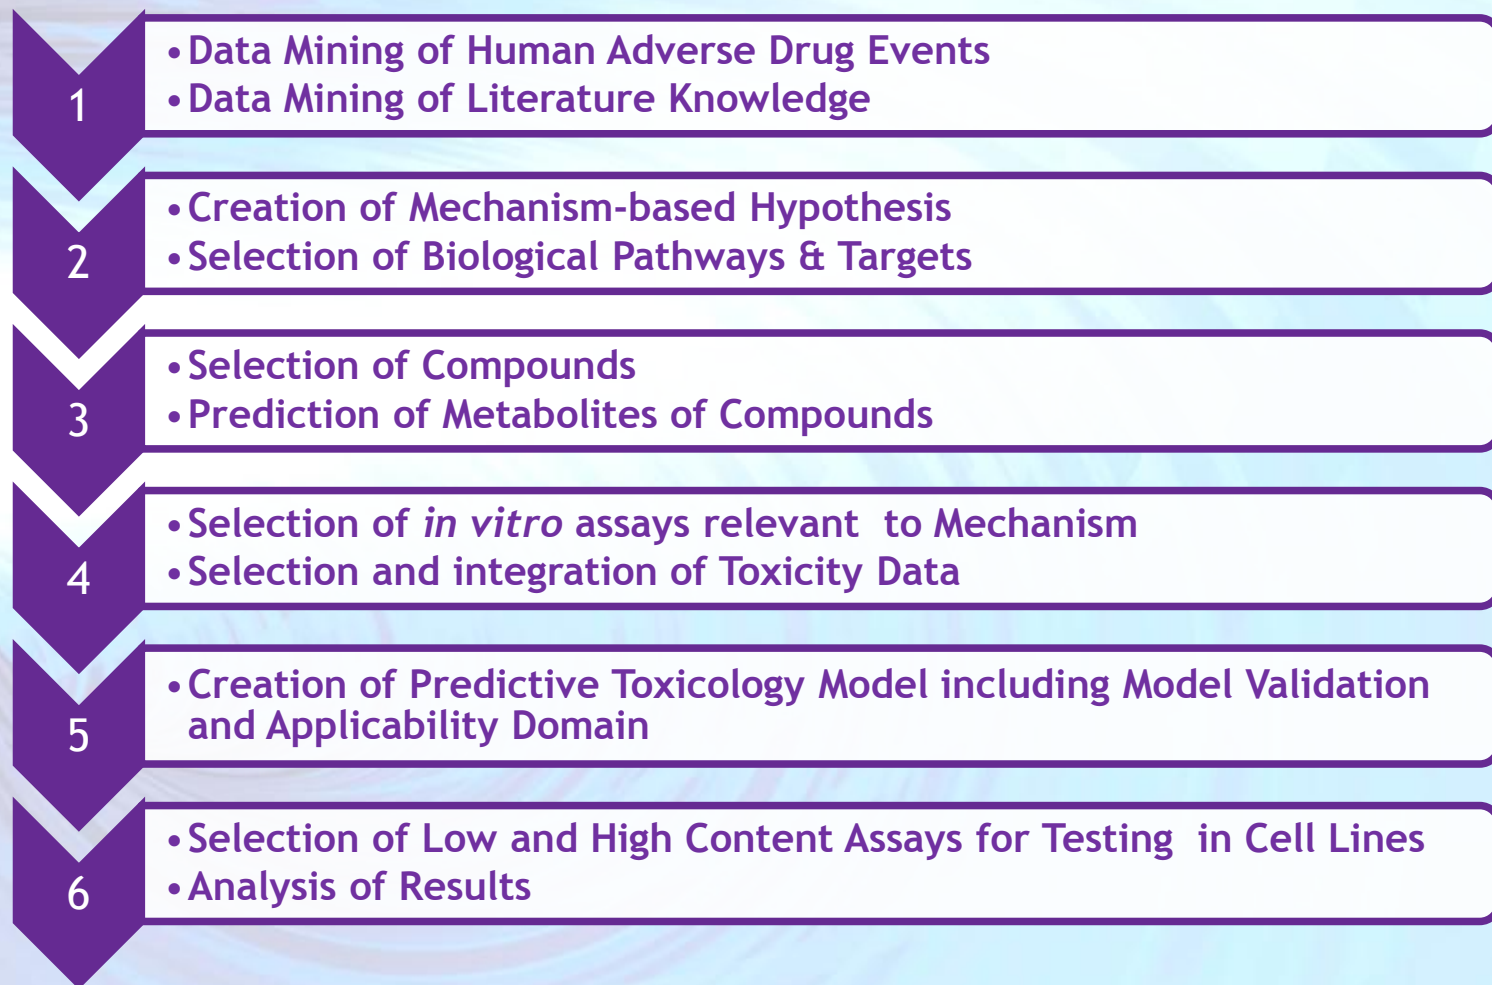 1
•Data Mining of Human Adverse Drug Events
•Data Mining of Literature Knowledge
2
•Creation of Mechanism-based Hypothesis
•Selection of Biological Pathways & Targets
3
•Selection of Compounds
•Prediction of Metabolites of Compounds
4
•Selection of in vitro assays relevant  to Mechanism
•Selection and integration of Toxicity Data
5
•Creation of Predictive Toxicology Model including Model Validation
and Applicability Domain
6
•Selection of Low and High Content Assays for Testing  in Cell Lines
•Analysis of Results